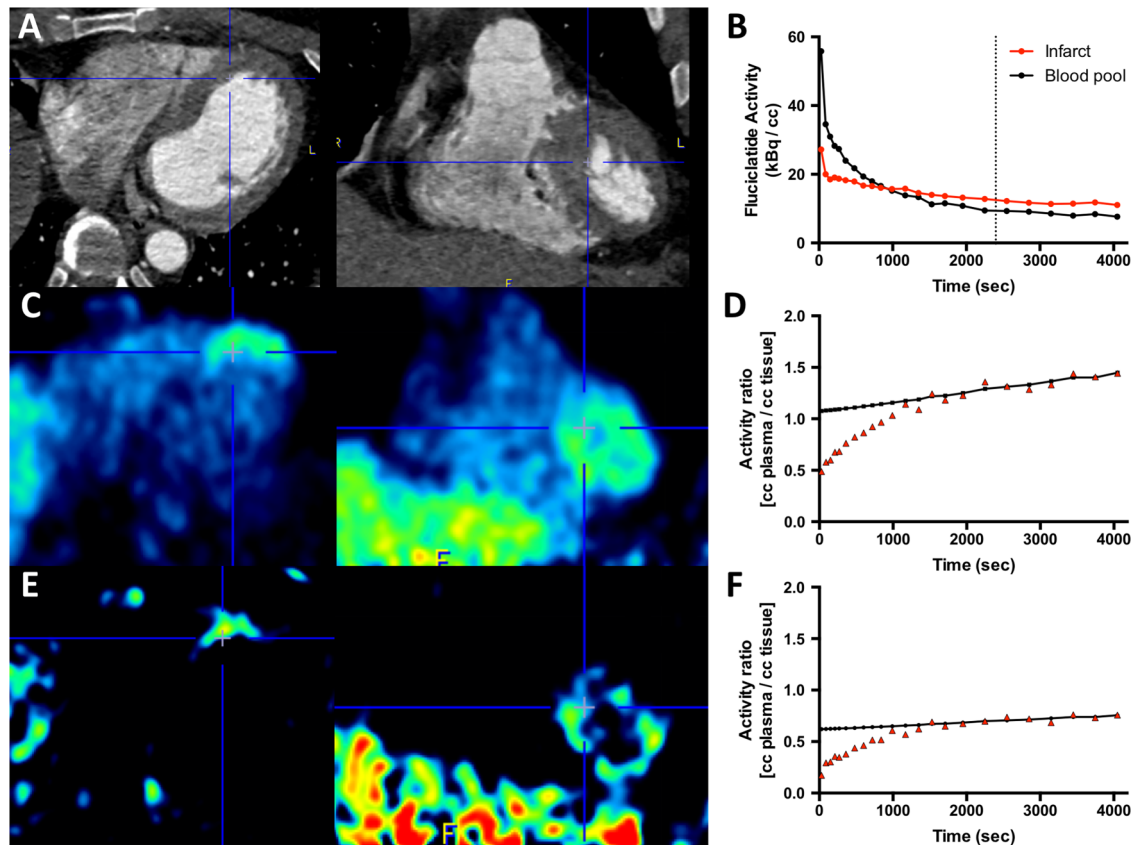 A
R
L
L
F
B
Fluciclatide Activity
(kBq / cc)
60
40
20
0
Infarct
Blood pool
0 1000 2000 3000 4000
Time (sec)
C
F
D
Activity ratio
[cc plasma / cc tissue]
2.0
1.5
1.0
0.5
0.0
0 1000 2000 3000 4000
Time (sec)
E
F
F
Activity ratio
[cc plasma / cc tissue]
2.0
1.5
1.0
0.5
0.0
0 1000 2000 3000 4000
Time (sec)